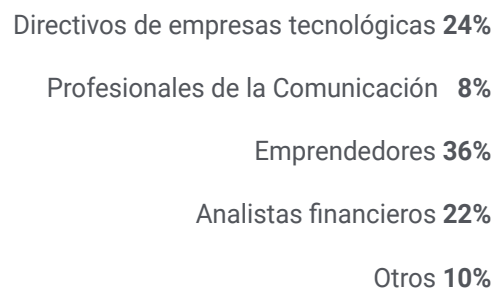 Directivos de empresas tecnológicas 24%
Profesionales de la Comunicación 8%
Emprendedores 36%
Analistas financieros 22%
Otros 10%